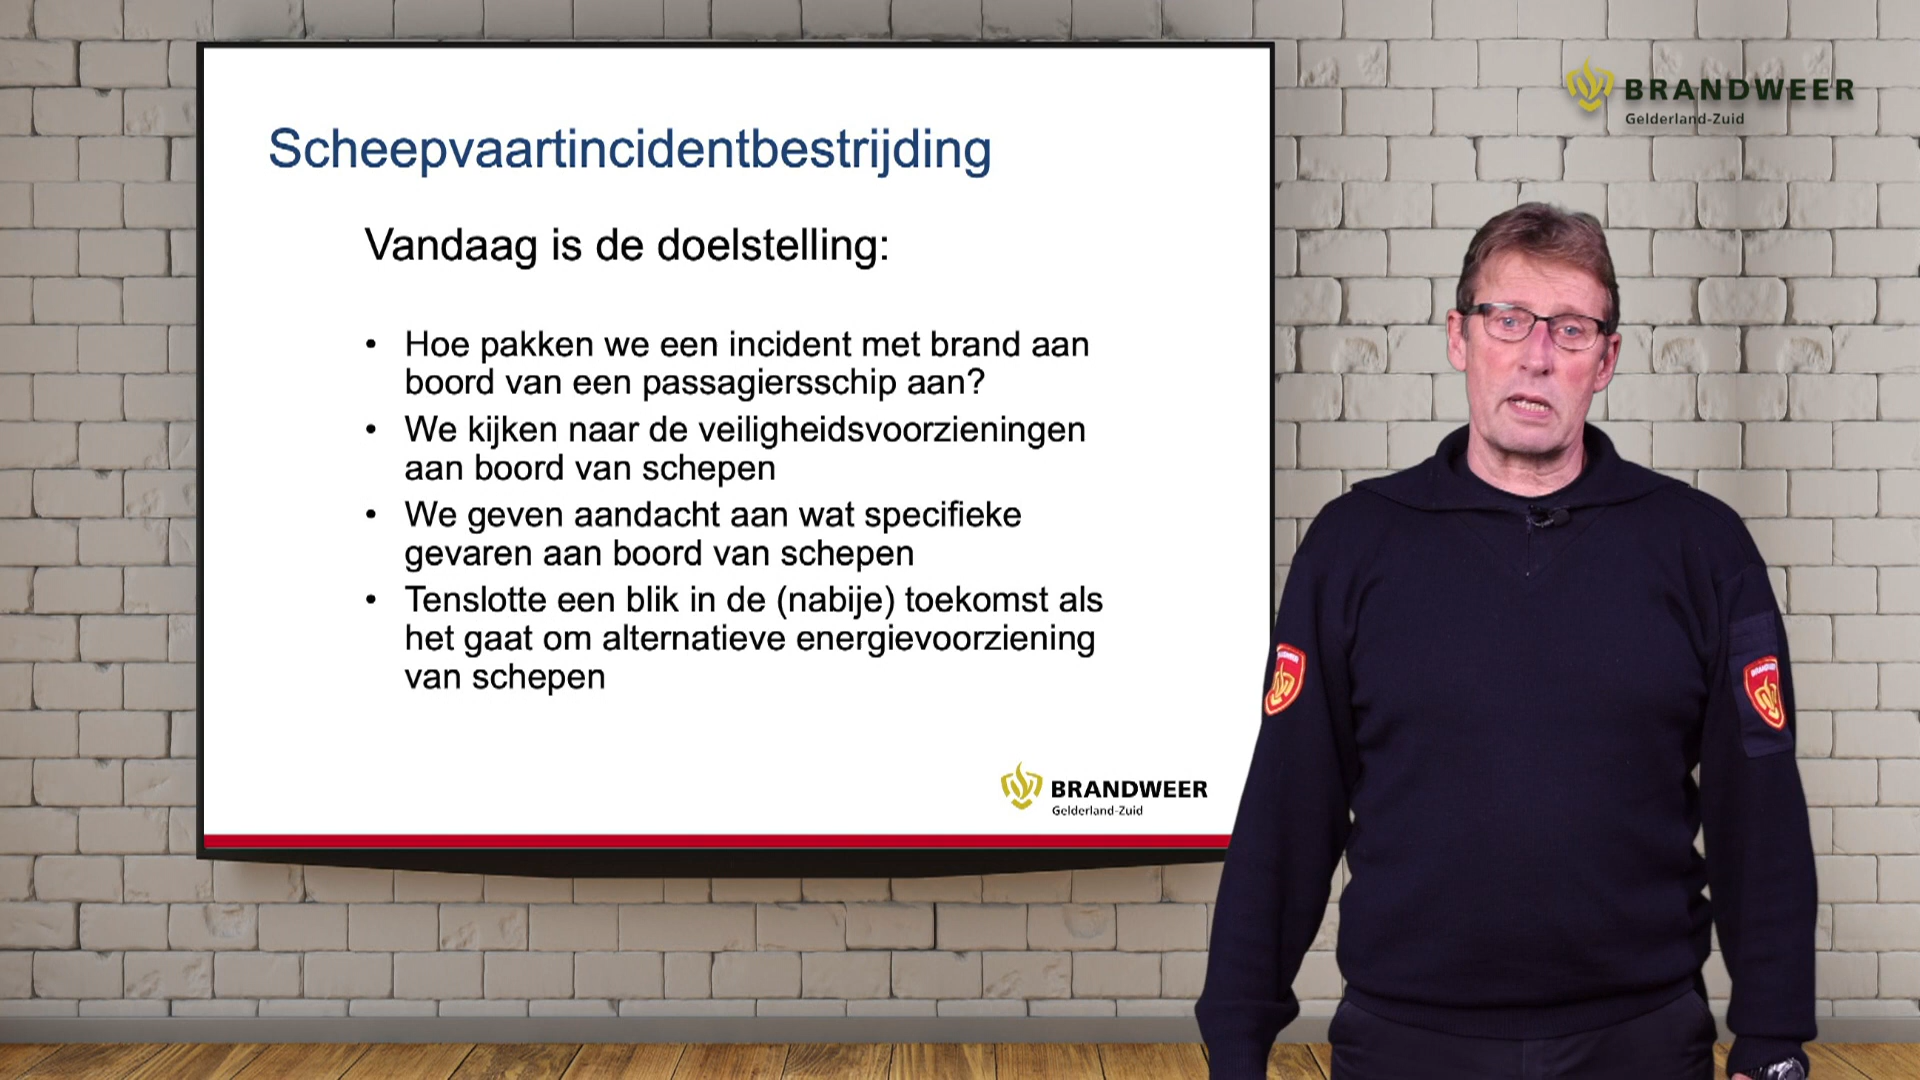 Scheepvaartincidentbestrijding
Vandaag is de doelstelling:
• Hoe pakken we een incident met brand aan
boord van een passagiersschip aan?
• We kijken naar de veiligheidsvoorzieningen
aan boord van schepen
• We geven aandacht aan wat specifieke
gevaren aan boord van schepen
• Tenslotte een blik in de (nabije) toekomst als
het gaat om alternatieve energievoorziening
van schepen
BRANDWEER
Gelderland-Zuid
BRANDWEER
Gelderland-Zuid